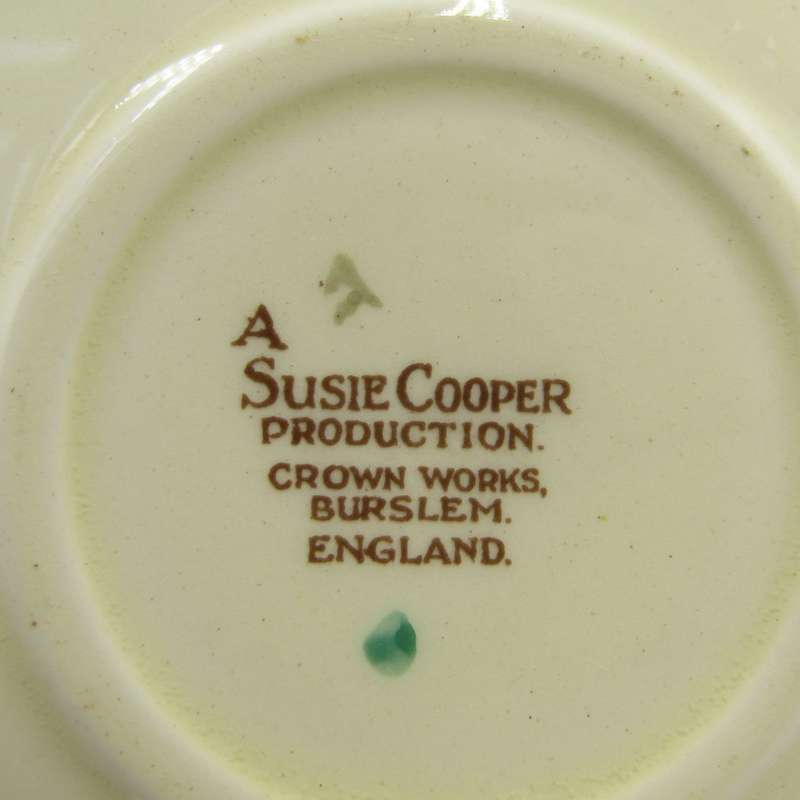 A
SUSIE COOPER
PRODUCTION.
CROWN WORKS,
BURSLEM.
ENGLAND.